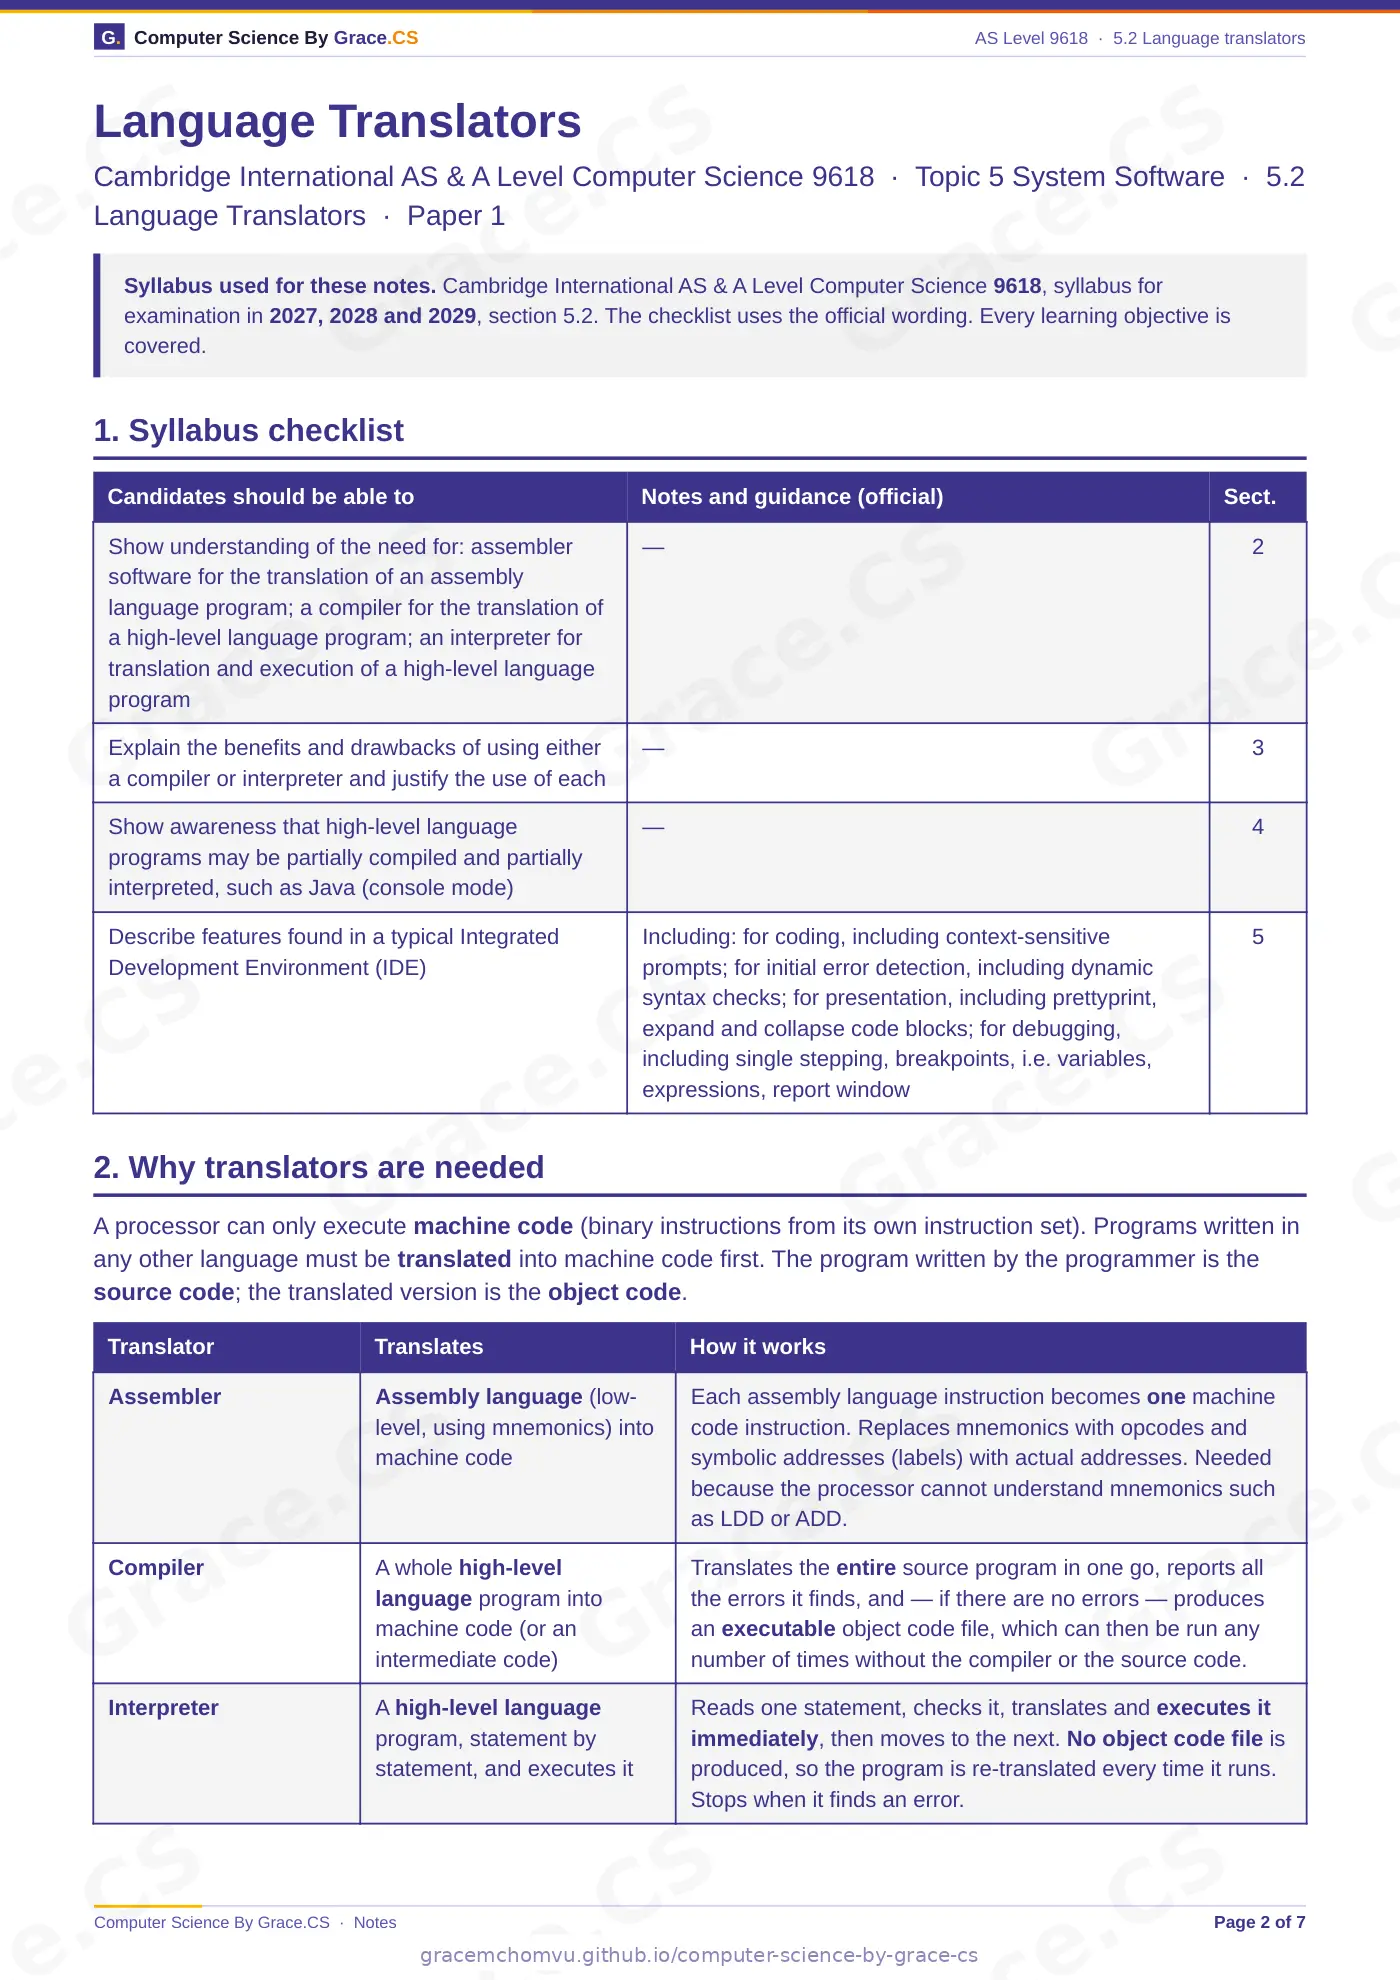 G. Computer Science By Grace.CS
AS Level 9618 · 5.2 Language translators
Language Translators
Cambridge International AS & A Level Computer Science 9618 · Topic 5 System Software · 5.2
Language Translators · Paper 1
Syllabus used for these notes. Cambridge International AS & A Level Computer Science 9618, syllabus for
examination in 2027, 2028 and 2029, section 5.2. The checklist uses the official wording. Every learning objective is
covered.
1. Syllabus checklist
Candidates should be able to
Notes and guidance (official)
Sect.
Show understanding of the need for: assembler
software for the translation of an assembly
language program; a compiler for the translation of
a high-level language program; an interpreter for
translation and execution of a high-level language
program
—
2
Explain the benefits and drawbacks of using either
a compiler or interpreter and justify the use of each
—
3
Show awareness that high-level language
programs may be partially compiled and partially
interpreted, such as Java (console mode)
—
4
Describe features found in a typical Integrated
Development Environment (IDE)
Including: for coding, including context-sensitive
prompts; for initial error detection, including dynamic
syntax checks; for presentation, including prettyprint,
expand and collapse code blocks; for debugging,
including single stepping, breakpoints, i.e. variables,
expressions, report window
5
2. Why translators are needed
A processor can only execute machine code (binary instructions from its own instruction set). Programs written in
any other language must be translated into machine code first. The program written by the programmer is the
source code; the translated version is the object code.
Translator
Translates
How it works
Assembler
Assembly language (low-
level, using mnemonics) into
machine code
Each assembly language instruction becomes one machine
code instruction. Replaces mnemonics with opcodes and
symbolic addresses (labels) with actual addresses. Needed
because the processor cannot understand mnemonics such
as LDD or ADD.
Compiler
A whole high-level
language program into
machine code (or an
intermediate code)
Translates the entire source program in one go, reports all
the errors it finds, and — if there are no errors — produces
an executable object code file, which can then be run any
number of times without the compiler or the source code.
Interpreter
A high-level language
program, statement by
statement, and executes it
Reads one statement, checks it, translates and executes it
immediately, then moves to the next. No object code file is
produced, so the program is re-translated every time it runs.
Stops when it finds an error.
Computer Science By Grace.CS · Notes
Page 2 of 7
gracemchomvu.github.io/computer-science-by-grace-cs